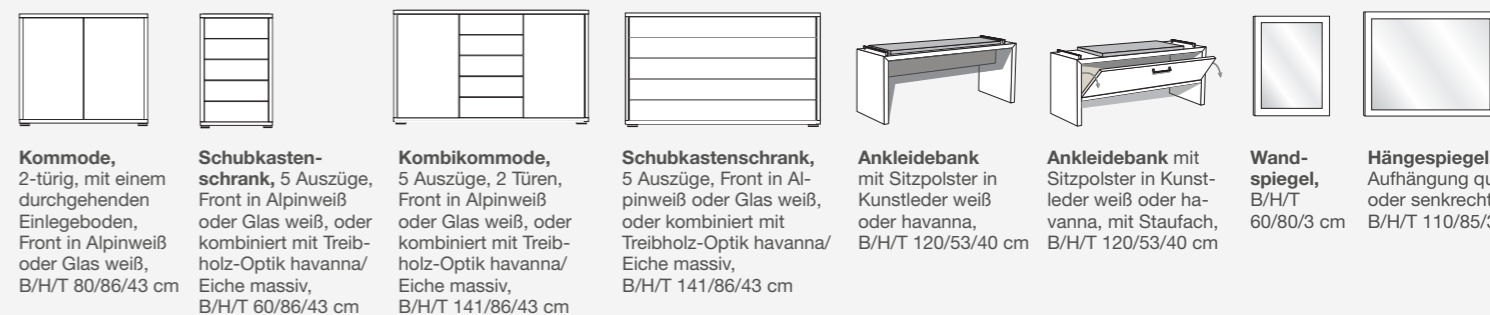 Kommode,
2-türig, mit einem
durchgehenden
Einlegeboden,
Front in Alpinweiß
oder Glas weiß,
B/H/T 80/86/43 cm
Schubkasten-
schrank, 5 Auszüge,
Front in Alpinweiß
oder Glas weiß, oder
kombiniert mit Treib-
holz-Optik havanna/
Eiche massiv,
B/H/T 60/86/43 cm
Kombikommode,
5 Auszüge, 2 Türen,
Front in Alpinweiß
oder Glas weiß, oder
kombiniert mit Treib-
holz-Optik havanna/
Eiche massiv,
B/H/T 141/86/43 cm
Schubkastenschrank,
5 Auszüge, Front in Al-
pinweiß oder Glas weiß,
oder kombiniert mit
Treibholz-Optik havanna/
Eiche massiv,
B/H/T 141/86/43 cm
Ankleidebank
mit Sitzpolster in
Kunstleder weiß
oder havanna,
B/H/T 120/53/40 cm
Ankleidebank mit
Sitzpolster in Kunst-
leder weiß oder ha-
vanna, mit Staufach,
B/H/T 120/53/40 cm
Wand-
spiegel,
B/H/T
60/80/3 cm
Hängespiegel
Aufhängung
oder senkrecht
B/H/T 110/85/3